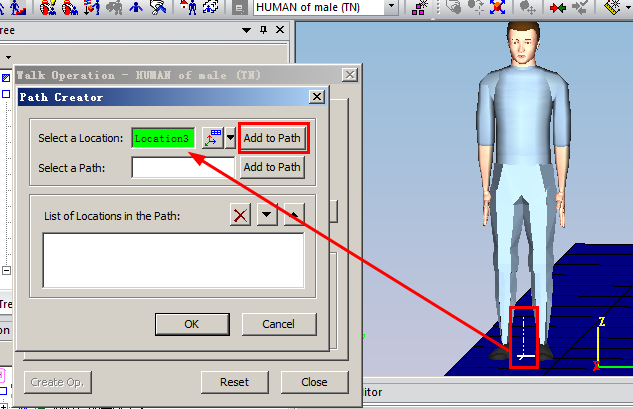 HUMAN of male (TN)
ree
Walk Operation - HUMAN of male (TN)
Path Creator
Select a Location: Location3 Add to Path
Select a Path: Add to Path
List of Locations in the Path:
OK Cancel
Create Op. Reset Close
Tre
on
itor
Z
X